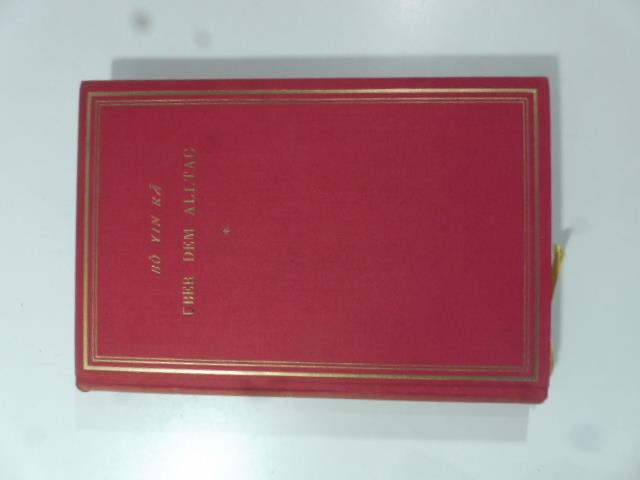 BÔ YIN RÂ
ÜBER DEM ALLTAG
*